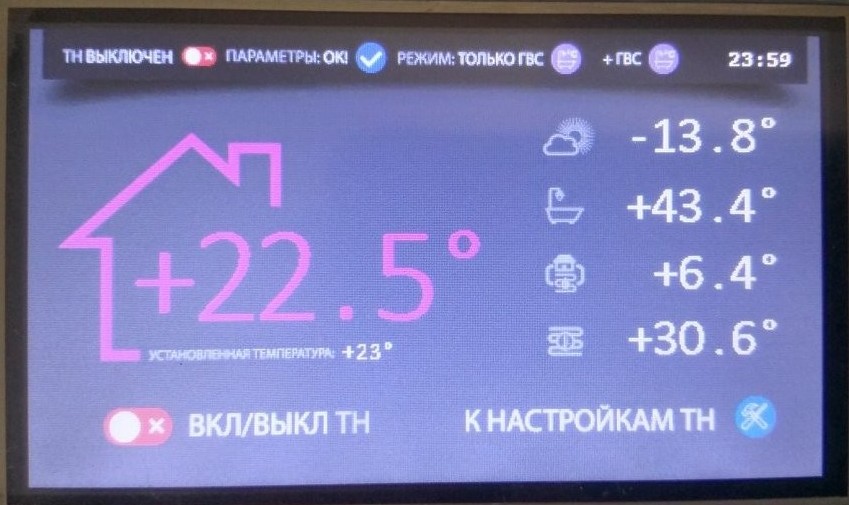 ТН ВЫКЛЮЧЕН ПАРАМЕТРЫ: ОК! РЕЖИМ: ТОЛЬКО ГВС + ГВС 23:59
-13.8°
+43.4°
+22.5°
+6.4°
+30.6°
УСТАНОВЛЕННАЯ ТЕМПЕРАТУРА: +23°
ВКЛ/ВЫКЛ ТН К НАСТРОЙКАМ ТН